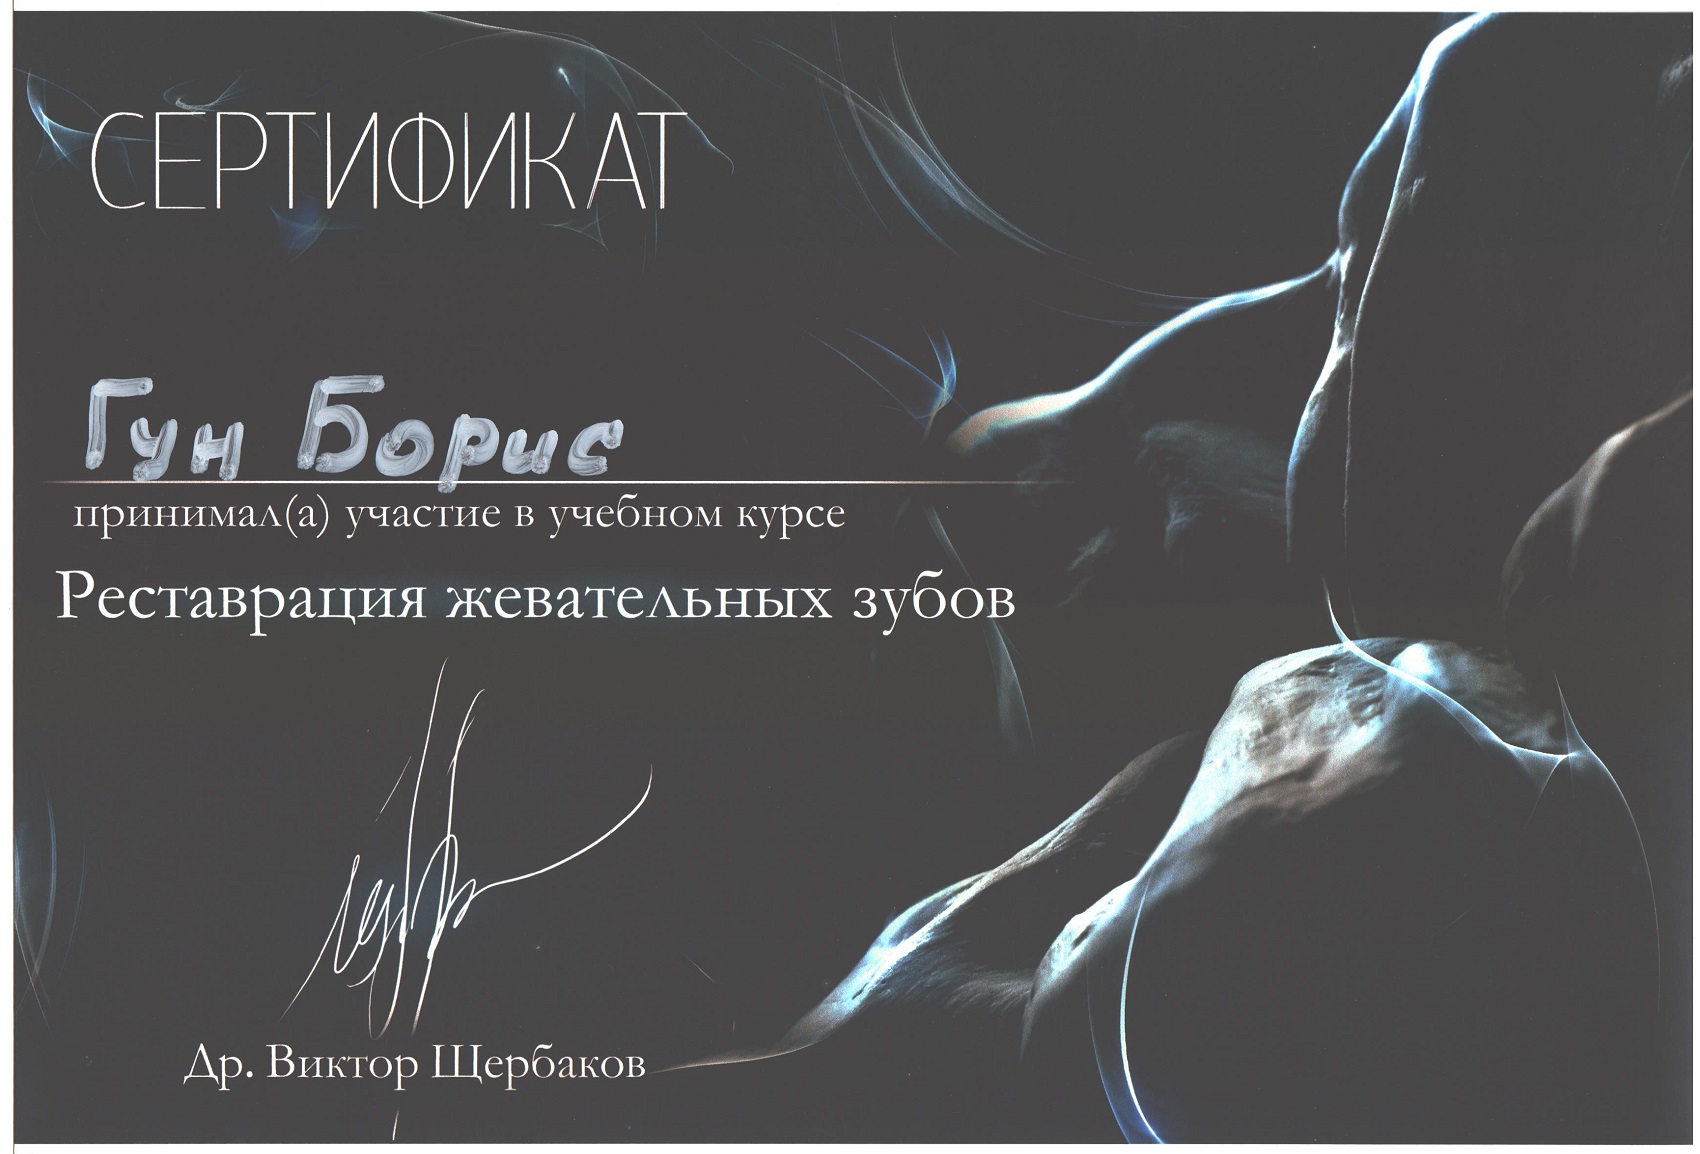 СЕРТИФИКАТ
Гун Борис
принимал(а) участие в учебном курсе
Реставрация жевательных зубов
Др. Виктор Щербаков